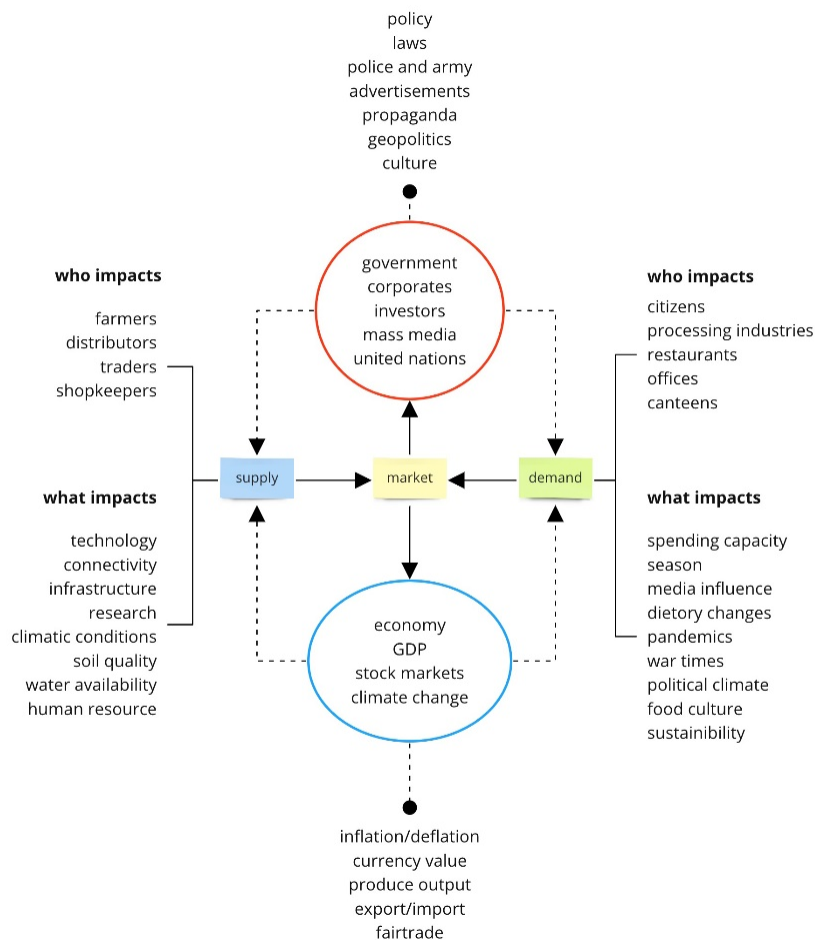 policy
laws
police and army
advertisements
propaganda
geopolitics
culture
government
corporates
investors
mass media
united nations
who impacts
farmers
distributors
traders
shopkeepers
who impacts
citizens
processing industries
restaurants
offices
canteens
supply
market
demand
what impacts
technology
connectivity
infrastructure
research
climatic conditions
soil quality
water availability
human resource
what impacts
spending capacity
season
media influence
dietory changes
pandemics
war times
political climate
food culture
sustainibility
economy
GDP
stock markets
climate change
inflation/deflation
currency value
produce output
export/import
fairtrade